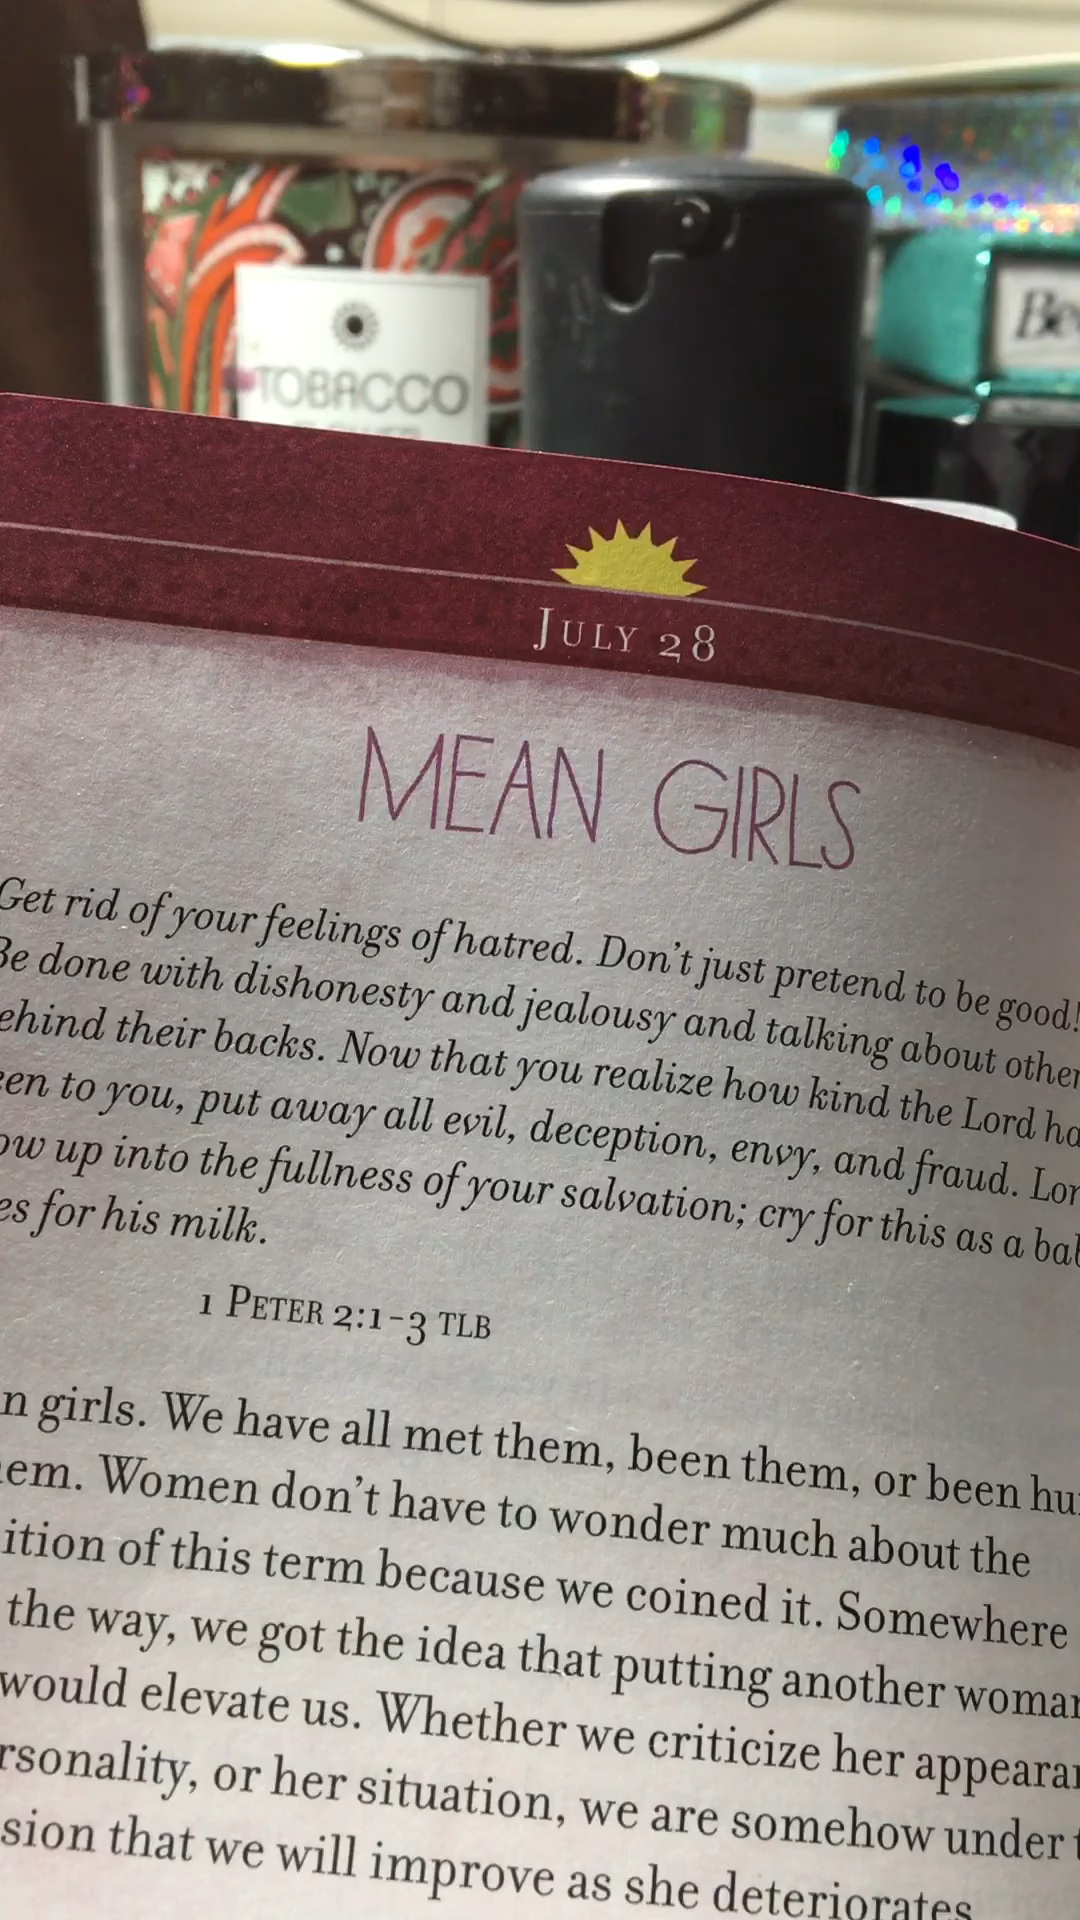 TOBACCO
Be
JULY 28
MEAN GIRLS
Get rid of your feelings of hatred. Don't just pretend to be good!
Be done with dishonesty and jealousy and talking about other
ehind their backs. Now that you realize how kind the Lord ha
een to you, put away all evil, deception, envy, and fraud. Lon
ow up into the fullness of your salvation; cry for this as a bab
es for his milk.
1 PETER 2:1-3 TLB
n girls. We have all met them, been them, or been hur
em. Women don't have to wonder much about the
ition of this term because we coined it. Somewhere
the way, we got the idea that putting another woman
would elevate us. Whether we criticize her appearan
rsonality, or her situation, we are somehow under t
sion that we will improve as she deteriorates